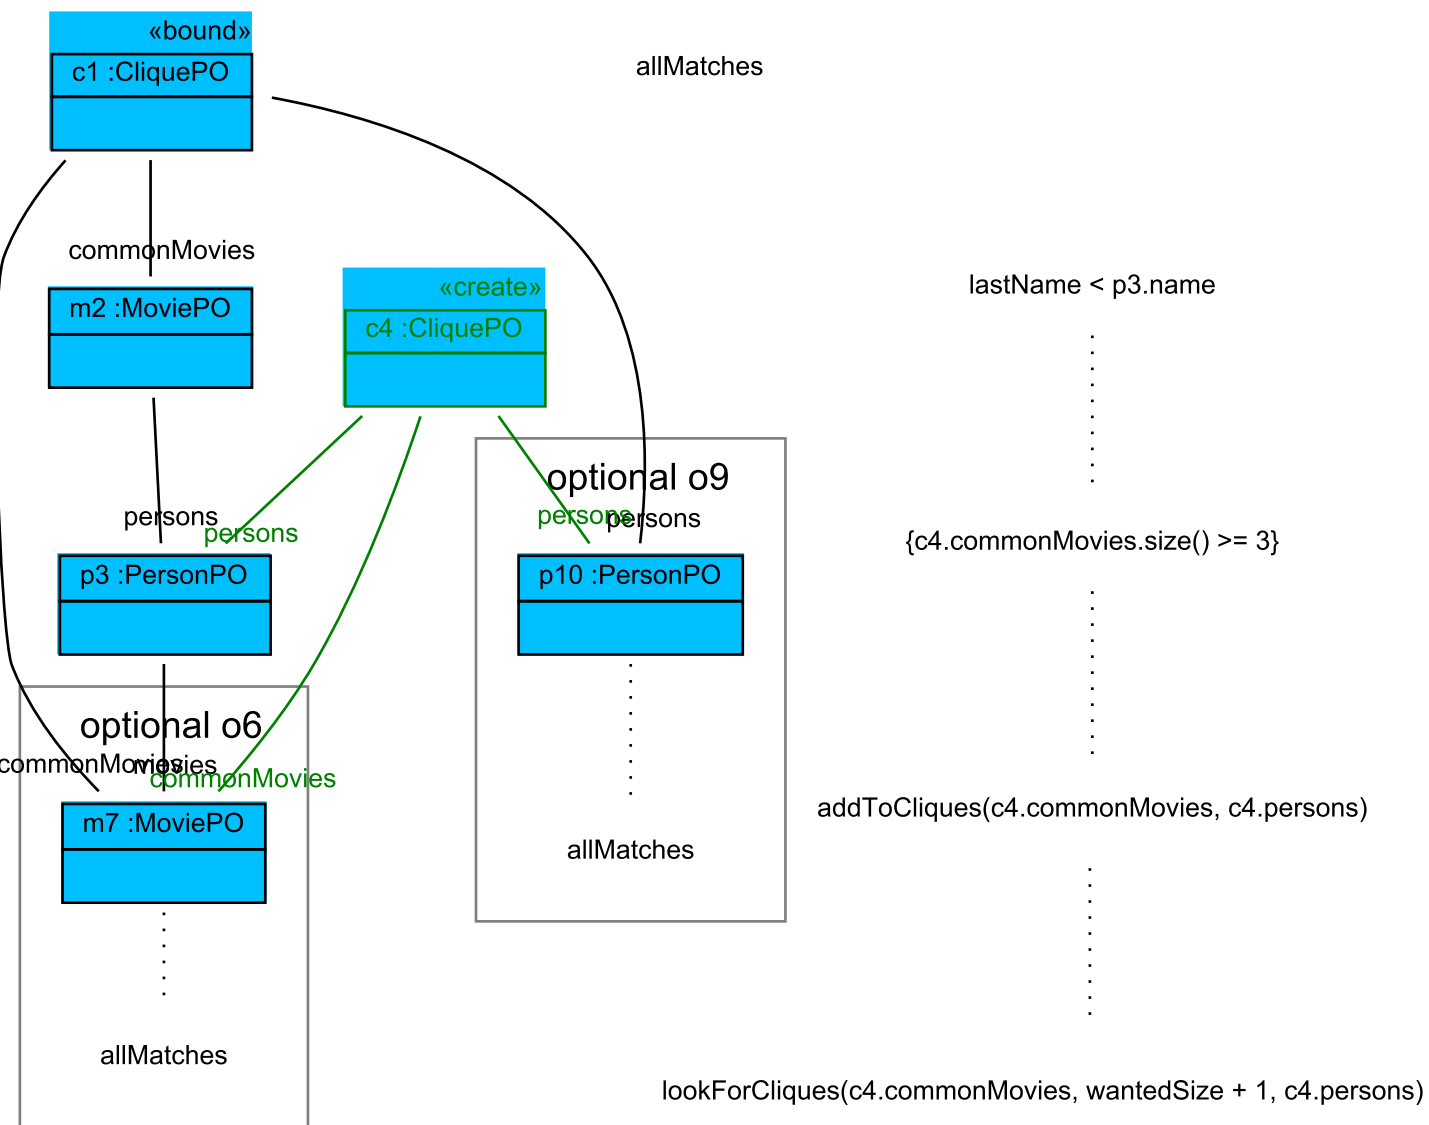 «bound»
c1 :CliquePO
allMatches
commonMovies
m2 :MoviePO
«create»
c4 :CliquePO
lastName < p3.name
optional o9
persons
persons
persons
persons
{c4.commonMovies.size() >= 3}
p3 :PersonPO
p10 :PersonPO
optional o6
commonMovies
movies
commonMovies
addToCliques(c4.commonMovies, c4.persons)
m7 :MoviePO
allMatches
allMatches
lookForCliques(c4.commonMovies, wantedSize + 1, c4.persons)